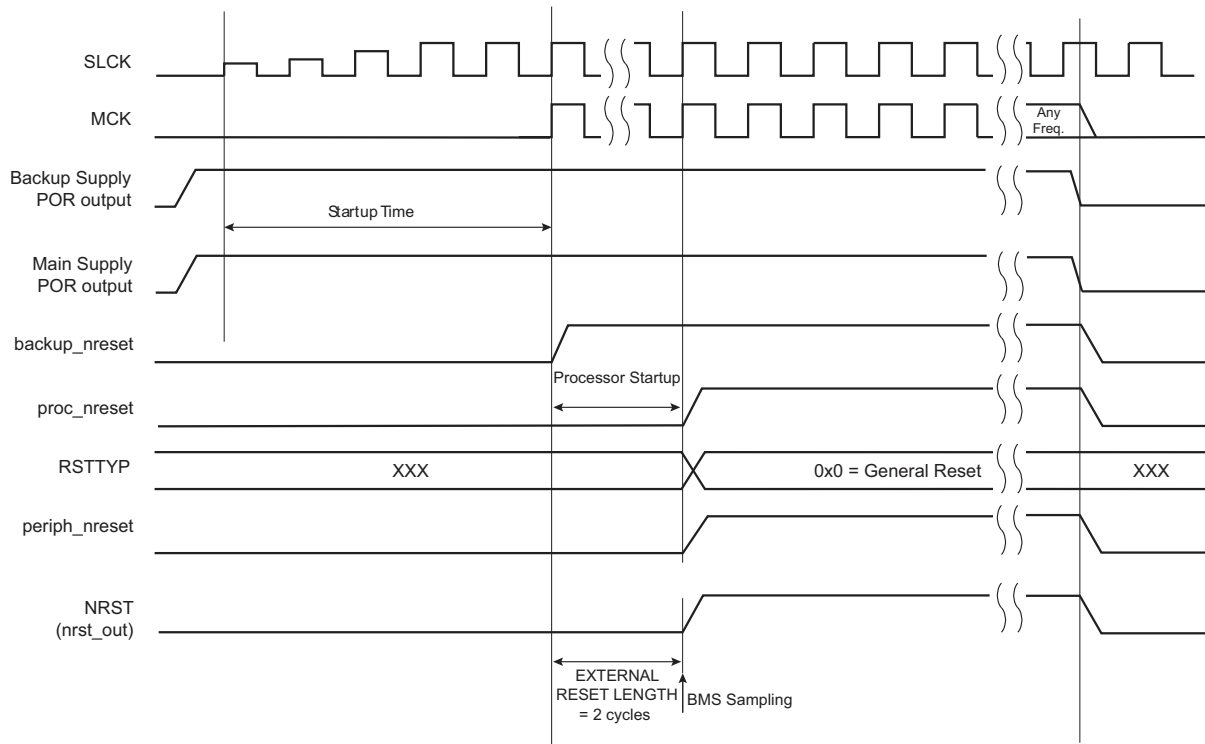 SLCK
MCK
Any
Freq.
Backup Supply
POR output
Startup Time
Main Supply
POR output
backup_nreset
Processor Startup
proc_nreset
RSTTYP
XXX
0x0 = General Reset
XXX
periph_nreset
NRST
(nrst_out)
EXTERNAL
RESET LENGTH
= 2 cycles
BMS Sampling